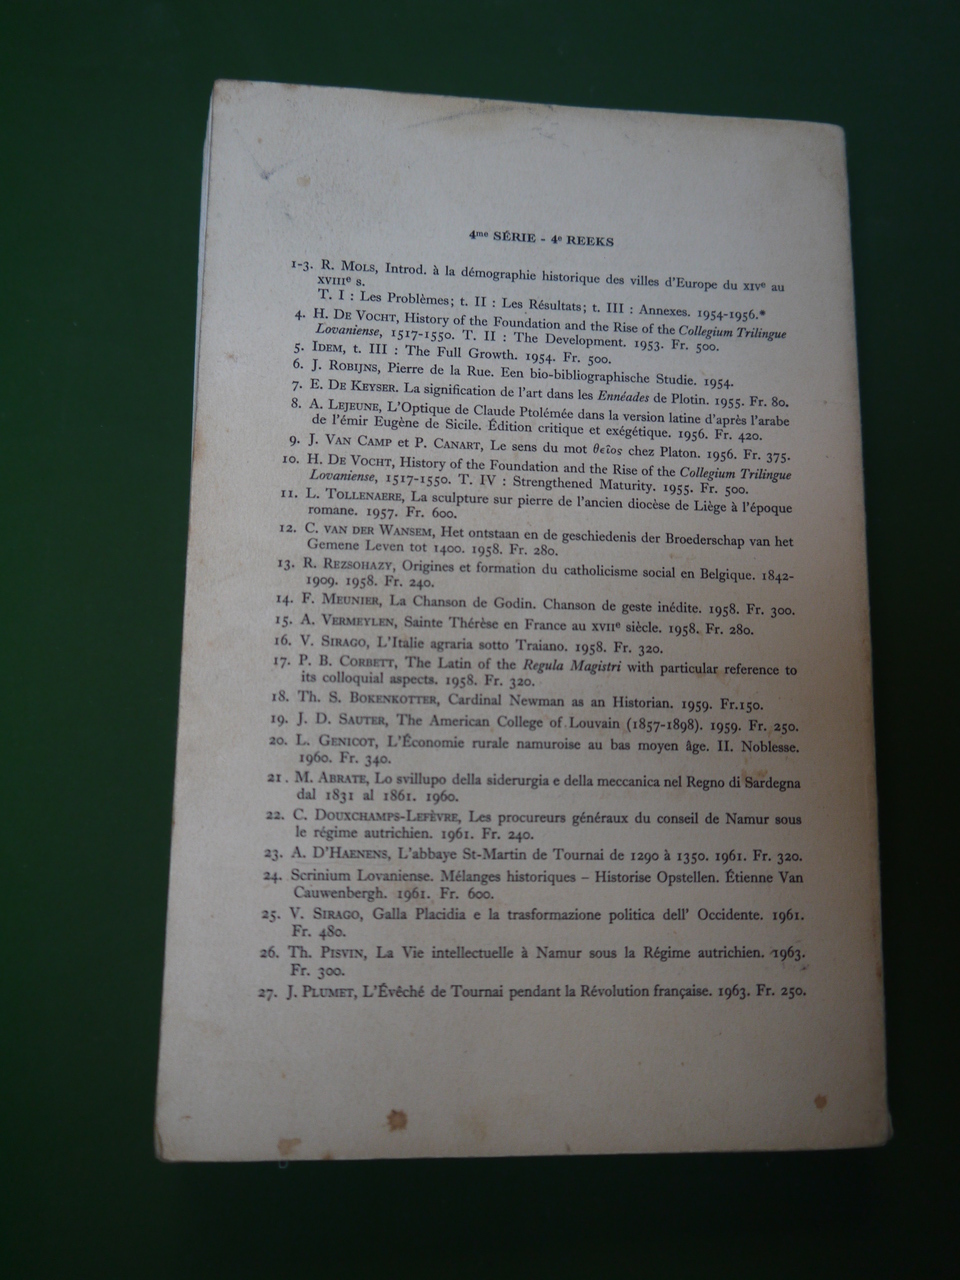 4me SÉRIE - 4e REEKS
1-3. R. MOLS, Introd. à la démographie historique des villes d'Europe du XIVe au
XVIIIe s.
T. I : Les Problèmes; t. II : Les Résultats; t. III : Annexes. 1954-1956.*
4. H. DE VOCHT, History of the Foundation and the Rise of the Collegium Trilingue
Lovaniense, 1517-1550. T. II : The Development. 1953. Fr. 500.
5. IDEM, t. III : The Full Growth. 1954. Fr. 500.
6. J. ROBIJNS, Pierre de la Rue. Een bio-bibliographische Studie. 1954.
7. E. DE KEYSER. La signification de l'art dans les Ennéades de Plotin. 1955. Fr. 80.
8. A. LEJEUNE, L'Optique de Claude Ptolémée dans la version latine d'après l'arabe
de l'émir Eugène de Sicile. Édition critique et exégétique. 1956. Fr. 420.
9. J. VAN CAMP et P. CANART, Le sens du mot θεῖος chez Platon. 1956. Fr. 375.
10. H. DE VOCHT, History of the Foundation and the Rise of the Collegium Trilingue
Lovaniense, 1517-1550. T. IV : Strengthened Maturity. 1955. Fr. 500.
11. L. TOLLENAERE, La sculpture sur pierre de l'ancien diocèse de Liège à l'époque
romane. 1957. Fr. 600.
12. C. VAN DER WANSEM, Het ontstaan en de geschiedenis der Broederschap van het
Gemene Leven tot 1400. 1958. Fr. 280.
13. R. REZSOHAZY, Origines et formation du catholicisme social en Belgique. 1842-
1909. 1958. Fr. 240.
14. F. MEUNIER, La Chanson de Godin. Chanson de geste inédite. 1958. Fr. 300.
15. A. VERMEYLEN, Sainte Thérèse en France au XVIIe siècle. 1958. Fr. 280.
16. V. SIRAGO, L'Italie agraria sotto Traiano. 1958. Fr. 320.
17. P. B. CORBETT, The Latin of the Regula Magistri with particular reference to
its colloquial aspects. 1958. Fr. 320.
18. Th. S. BOKENKOTTER, Cardinal Newman as an Historian. 1959. Fr.150.
19. J. D. SAUTER, The American College of Louvain (1857-1898). 1959. Fr. 250.
20. L. GENICOT, L'Économie rurale namuroise au bas moyen âge. II. Noblesse.
1960. Fr. 340.
21. M. ABRATE, Lo svillupo della siderurgia e della meccanica nel Regno di Sardegna
dal 1831 al 1861. 1960.
22. C. DOUXCHAMPS-LEFÈVRE, Les procureurs généraux du conseil de Namur sous
le régime autrichien. 1961. Fr. 240.
23. A. D'HAENENS, L'abbaye St-Martin de Tournai de 1290 à 1350. 1961. Fr. 320.
24. Scrinium Lovaniense. Mélanges historiques – Historise Opstellen. Étienne Van
Cauwenbergh. 1961. Fr. 600.
25. V. SIRAGO, Galla Placidia e la trasformazione politica dell' Occidente. 1961.
Fr. 480.
26. Th. PISVIN, La Vie intellectuelle à Namur sous la Régime autrichien. 1963.
Fr. 300.
27. J. PLUMET, L'Évêché de Tournai pendant la Révolution française. 1963. Fr. 250.